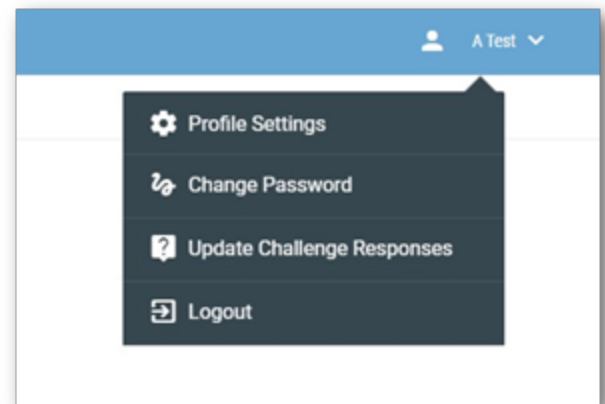 A Test
Profile Settings
Change Password
Update Challenge Responses
Logout